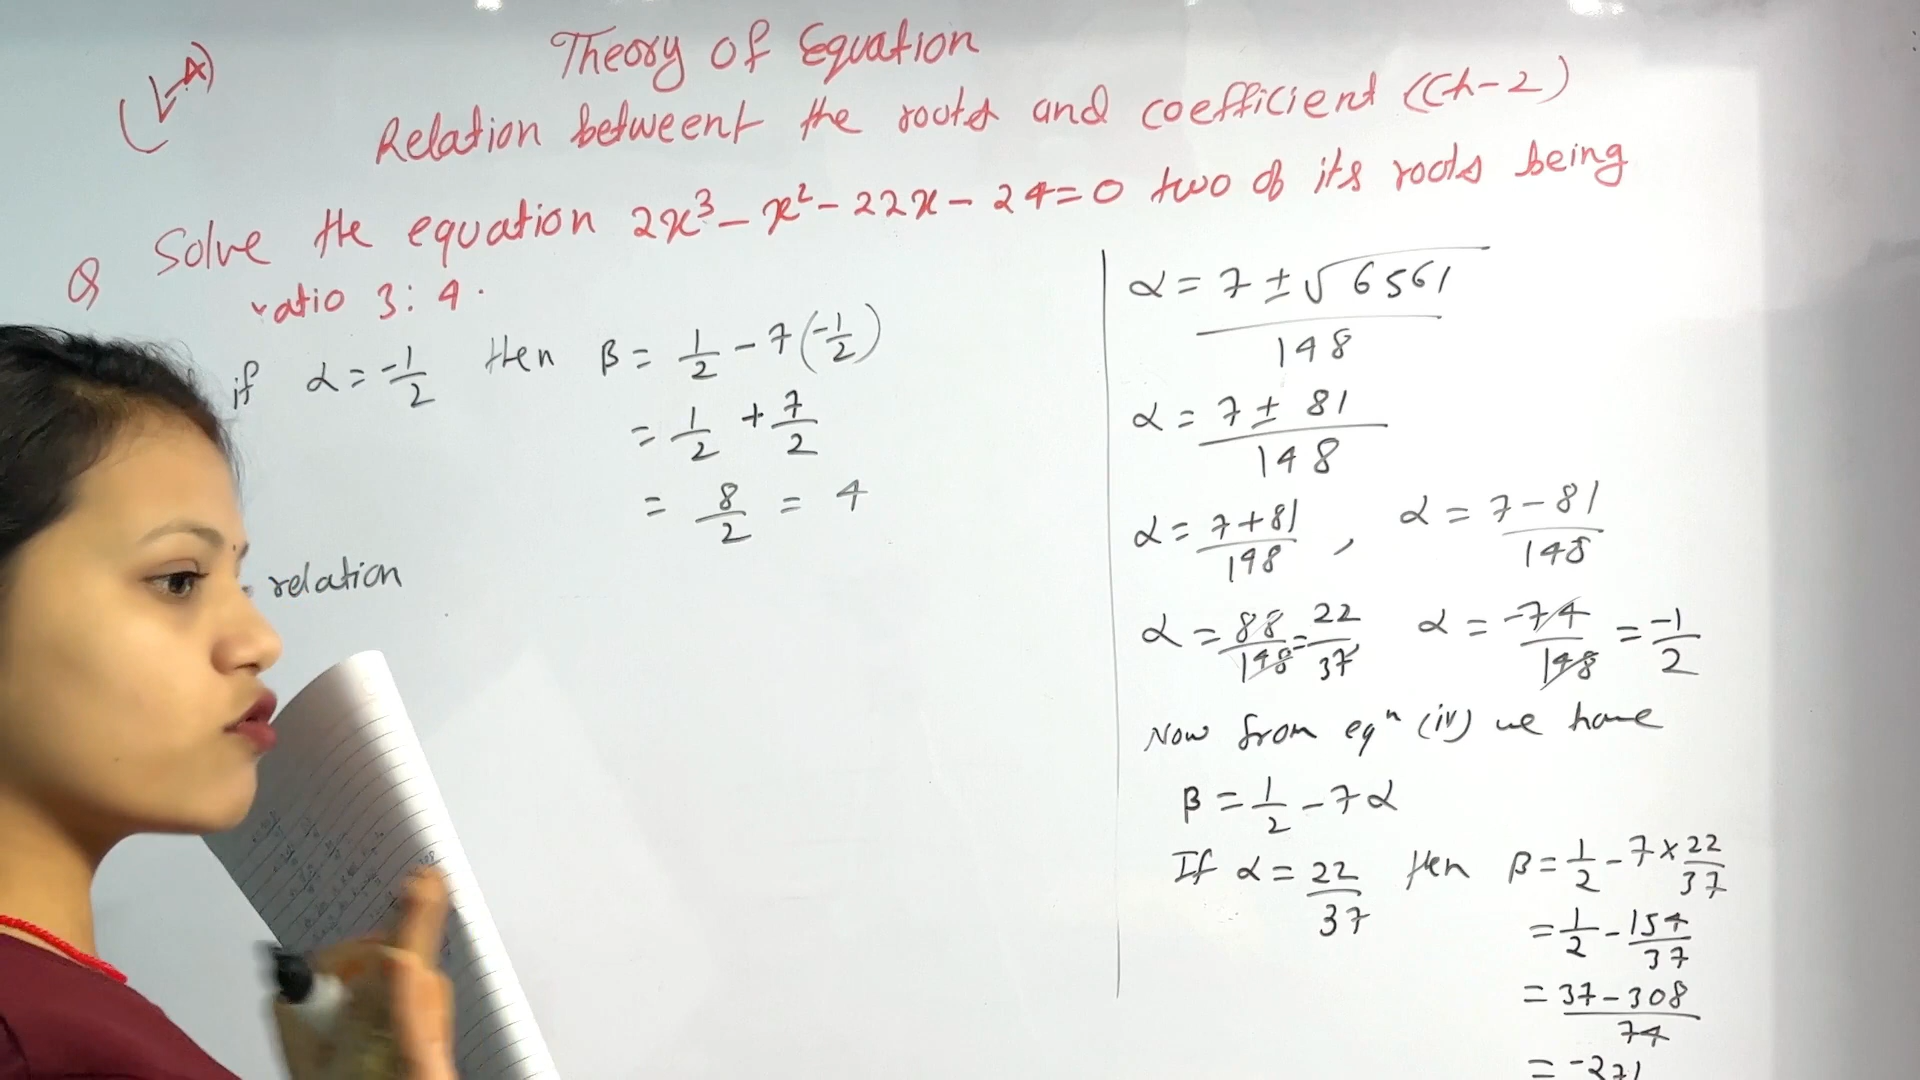 Theory of Equation
Relation betweent the roots and coefficient (Ch-2)
Q Solve the equation 2x³ - x² - 22x - 24 = 0 two of its roots being
ratio 3 : 4.
if α = -1/2 then β = 1/2 - 7(-1/2)
= 1/2 + 7/2
= 8/2 = 4
relation
α = 7 ± √6561 / 148
α = 7 ± 81 / 148
α = 7 + 81 / 148 , α = 7 - 81 / 148
α = 88/148 = 22/37 α = -74/148 = -1/2
Now from eqⁿ (iv) we have
β = 1/2 - 7α
If α = 22/37 then β = 1/2 - 7 × 22/37
= 1/2 - 154/37
= 37 - 308 / 74
= -271